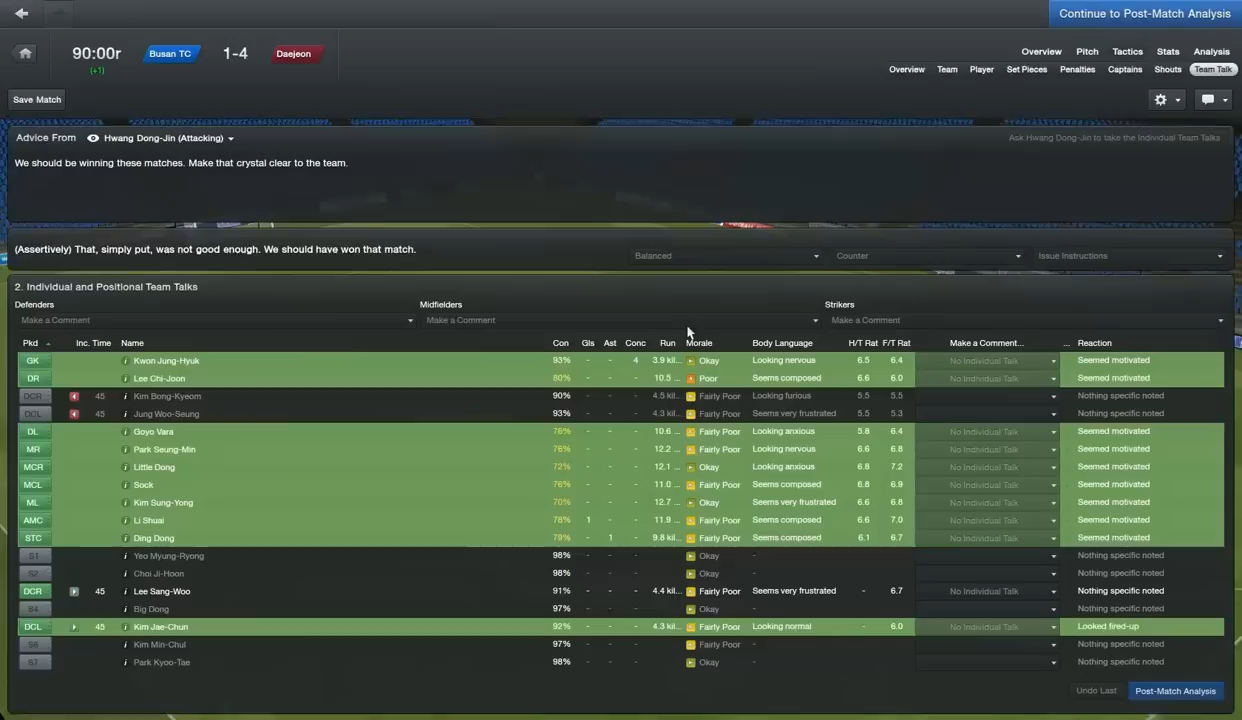 Continue to Post-Match Analysis
90:00r (+1) Busan TC 1-4 Daejeon
Overview Pitch Tactics Stats Analysis
Overview Team Player Set Pieces Penalties Captains Shouts Team Talk
Save Match
Advice From Hwang Dong-Jin (Attacking) Ask Hwang Dong-Jin to take the Individual Team Talks
We should be winning these matches. Make that crystal clear to the team.
(Assertively) That, simply put, was not good enough. We should have won that match.
Balanced Counter Issue Instructions
2. Individual and Positional Team Talks
Defenders Midfielders Strikers
Make a Comment Make a Comment Make a Comment
Pkd Inc. Time Name Con Gls Ast Conc Run Morale Body Language H/T Rat F/T Rat Make a Comment... ... Reaction
GK i Kwon Jung-Hyuk 93% - - 4 3.9 kil... Okay Looking nervous 6.5 6.4 No Individual Talk Seemed motivated
DR i Lee Chi-Joon 80% - - - 10.5 ... Poor Seems composed 6.6 6.0 No Individual Talk Seemed motivated
DCR 45 i Kim Bong-Kyeom 90% - - - 4.5 kil... Fairly Poor Looking furious 5.5 5.5 Nothing specific noted
DCL 45 i Jung Woo-Seung 93% - - - 4.3 kil... Fairly Poor Seems very frustrated 5.5 5.3 Nothing specific noted
DL i Goyo Vara 76% - - - 10.6 ... Fairly Poor Looking anxious 5.8 6.4 No Individual Talk Seemed motivated
MR i Park Seung-Min 76% - - - 12.2 ... Fairly Poor Looking nervous 6.6 6.8 No Individual Talk Seemed motivated
MCR i Little Dong 72% - - - 12.1 ... Okay Looking anxious 6.8 7.2 No Individual Talk Seemed motivated
MCL i Sock 76% - - - 11.0 ... Fairly Poor Seems composed 6.8 6.9 No Individual Talk Seemed motivated
ML i Kim Sung-Yong 70% - - - 12.7 ... Okay Seems very frustrated 6.6 6.8 No Individual Talk Seemed motivated
AMC i Li Shuai 78% 1 - - 11.9 ... Fairly Poor Seems composed 6.6 7.0 No Individual Talk Seemed motivated
STC i Ding Dong 79% - 1 - 9.8 kil... Fairly Poor Seems composed 6.1 6.7 No Individual Talk Seemed motivated
S1 i Yeo Myung-Ryong 98% - - - Okay - Nothing specific noted
S2 i Choi Ji-Hoon 98% - - - Okay - Nothing specific noted
DCR 45 i Lee Sang-Woo 91% - - - 4.4 kil... Fairly Poor Seems very frustrated - 6.7 No Individual Talk Nothing specific noted
S4 i Big Dong 97% - - - Okay - Nothing specific noted
DCL 45 i Kim Jae-Chun 92% - - - 4.3 kil... Fairly Poor Looking normal - 6.0 No Individual Talk Looked fired-up
S6 i Kim Min-Chul 97% - - - Fairly Poor - Nothing specific noted
S7 i Park Kyoo-Tae 98% - - - Okay - Nothing specific noted
Undo Last Post-Match Analysis